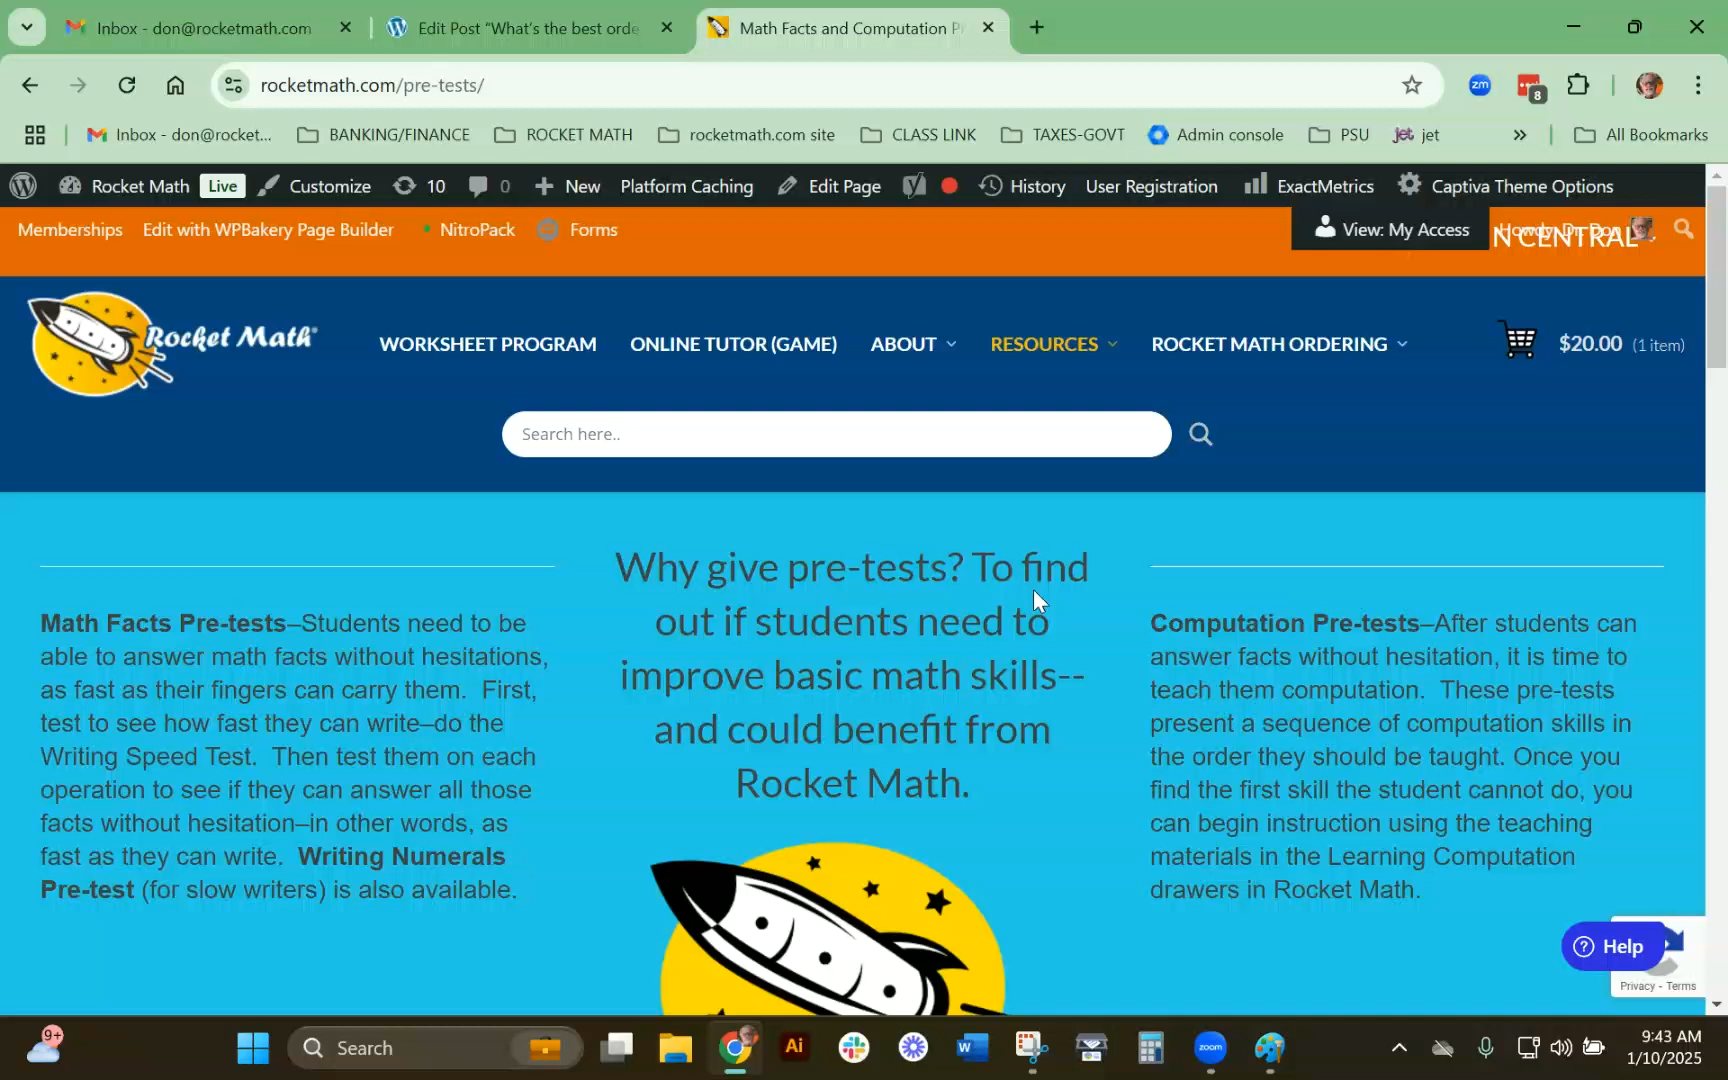 Inbox - don@rocketmath.com
Edit Post "What's the best orde
Math Facts and Computation P
rocketmath.com/pre-tests/
zm
8
Inbox - don@rocket...
BANKING/FINANCE
ROCKET MATH
rocketmath.com site
CLASS LINK
TAXES-GOVT
Admin console
PSU
jet jet
»
All Bookmarks
Rocket Math Live
Customize
10
0
New
Platform Caching
Edit Page
History
User Registration
ExactMetrics
Captiva Theme Options
Memberships
Edit with WPBakery Page Builder
NitroPack
Forms
View: My Access
Howdy, Dr. Don
N CENTRAL
Rocket Math®
WORKSHEET PROGRAM
ONLINE TUTOR (GAME)
ABOUT
RESOURCES
ROCKET MATH ORDERING
$20.00 (1 item)
Search here..
Math Facts Pre-tests–Students need to be
able to answer math facts without hesitations,
as fast as their fingers can carry them. First,
test to see how fast they can write–do the
Writing Speed Test. Then test them on each
operation to see if they can answer all those
facts without hesitation–in other words, as
fast as they can write. Writing Numerals
Pre-test (for slow writers) is also available.
Why give pre-tests? To find
out if students need to
improve basic math skills--
and could benefit from
Rocket Math.
Computation Pre-tests–After students can
answer facts without hesitation, it is time to
teach them computation. These pre-tests
present a sequence of computation skills in
the order they should be taught. Once you
find the first skill the student cannot do, you
can begin instruction using the teaching
materials in the Learning Computation
drawers in Rocket Math.
Help
Privacy - Terms
9+
Search
Ai
W
zoom
9:43 AM
1/10/2025